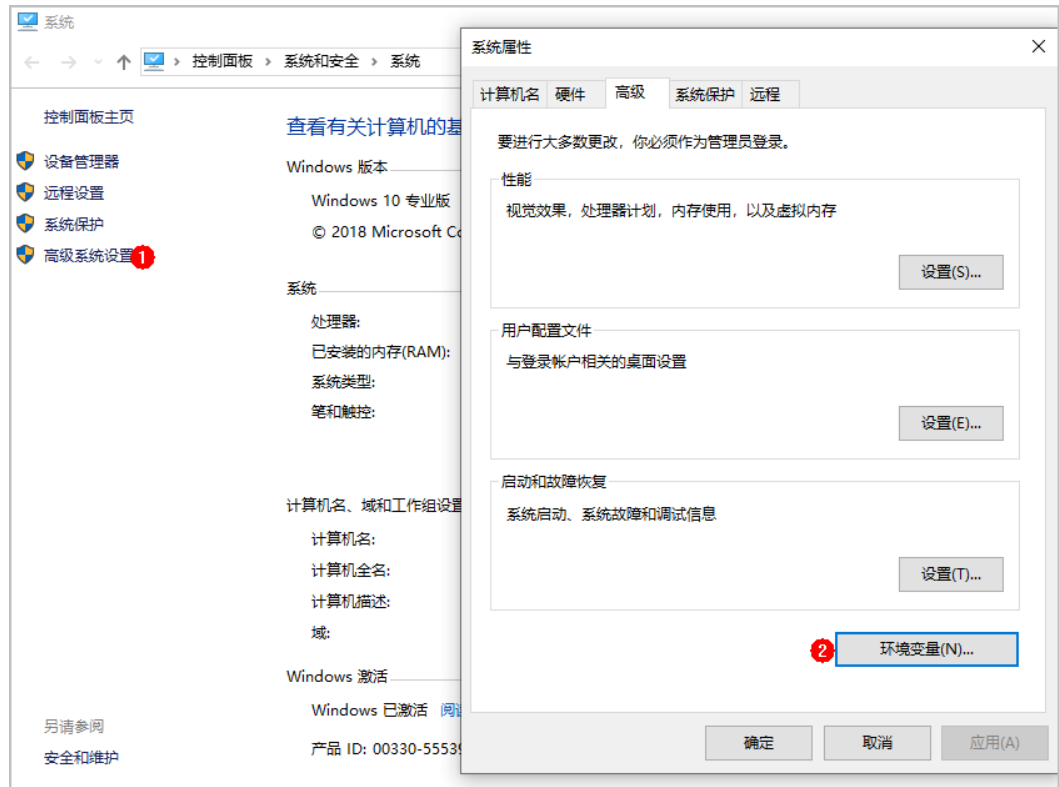 系统
控制面板 › 系统和安全 › 系统
控制面板主页
设备管理器
远程设置
系统保护
高级系统设置
1
查看有关计算机的基
Windows 版本
Windows 10 专业版
© 2018 Microsoft Co
系统
处理器:
已安装的内存(RAM):
系统类型:
笔和触控:
计算机名、域和工作组设置
计算机名:
计算机全名:
计算机描述:
域:
Windows 激活
Windows 已激活 阅
产品 ID: 00330-5553
另请参阅
安全和维护
系统属性
计算机名 硬件 高级 系统保护 远程
要进行大多数更改，你必须作为管理员登录。
性能
视觉效果，处理器计划，内存使用，以及虚拟内存
设置(S)...
用户配置文件
与登录帐户相关的桌面设置
设置(E)...
启动和故障恢复
系统启动、系统故障和调试信息
设置(T)...
2
环境变量(N)...
确定 取消 应用(A)